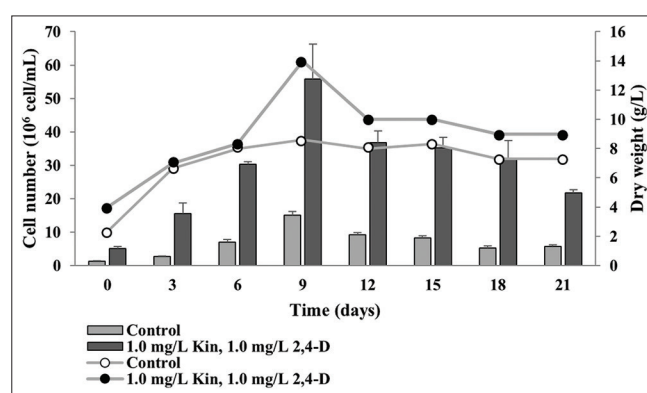 70
60
50
40
30
20
10
0
Cell number (10⁶ cell/mL)
16
14
12
10
8
6
4
2
0
Dry weight (g/L)
0 3 6 9 12 15 18 21
Time (days)
Control
1.0 mg/L Kin, 1.0 mg/L 2,4-D
Control
1.0 mg/L Kin, 1.0 mg/L 2,4-D